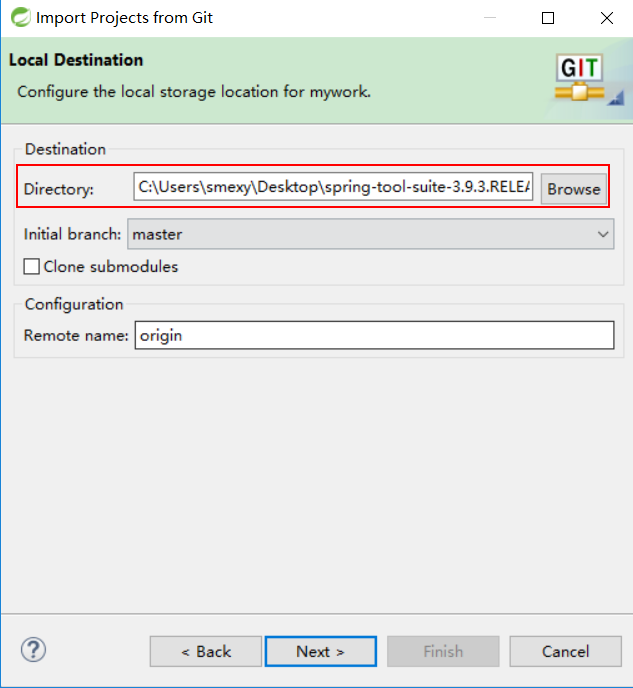 Import Projects from Git
Local Destination
Configure the local storage location for mywork.
GIT
Destination
Directory: C:\Users\smexy\Desktop\spring-tool-suite-3.9.3.RELEA Browse
Initial branch: master
Clone submodules
Configuration
Remote name: origin
?
< Back Next > Finish Cancel